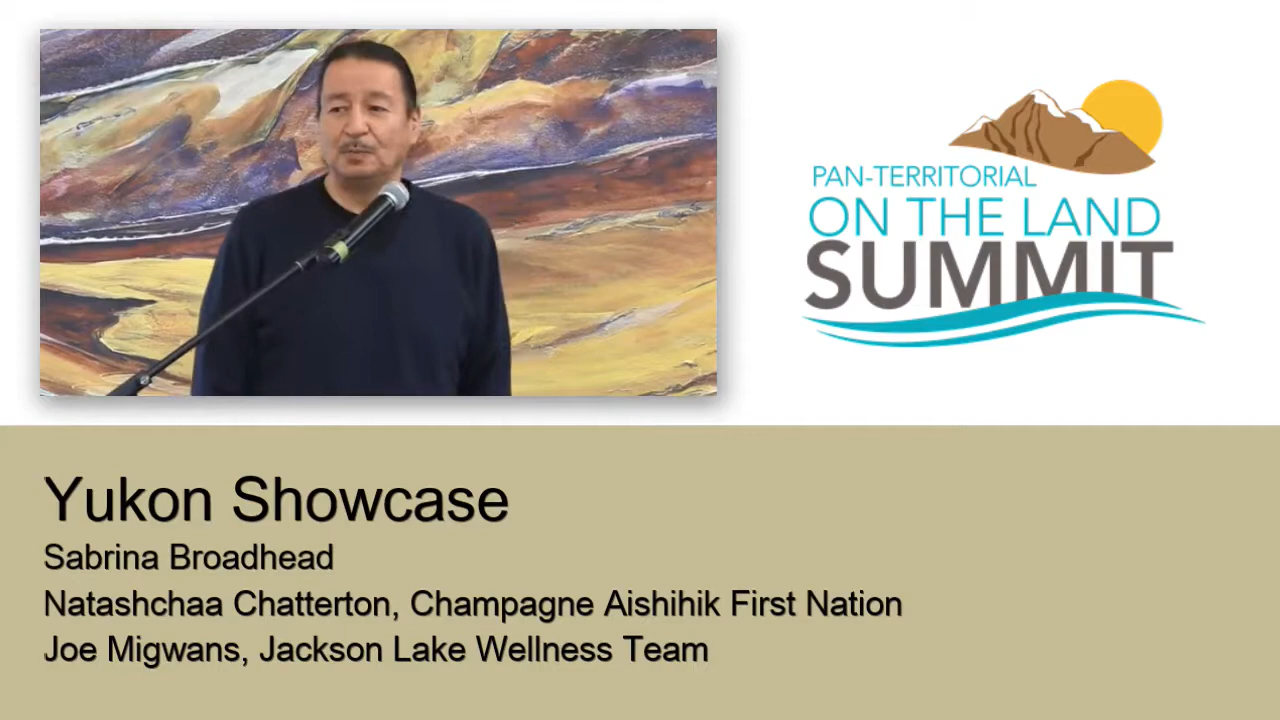 PAN-TERRITORIAL
ON THE LAND
SUMMIT
Yukon Showcase
Sabrina Broadhead
Natashchaa Chatterton, Champagne Aishihik First Nation
Joe Migwans, Jackson Lake Wellness Team